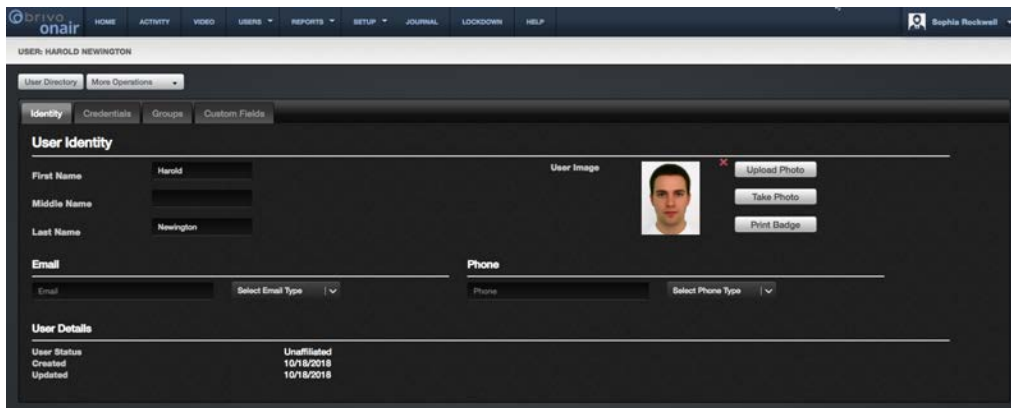 brivo onair HOME ACTIVITY VIDEO USERS REPORTS SETUP JOURNAL LOCKDOWN HELP Sophia Rockwell
USER: HAROLD NEWINGTON
User Directory More Operations
Identity Credentials Groups Custom Fields
User Identity
First Name Harold User Image Upload Photo
Middle Name Take Photo
Last Name Newington Print Badge
Email Phone
Email Select Email Type Phone Select Phone Type
User Details
User Status Unaffiliated
Created 10/18/2018
Updated 10/18/2018